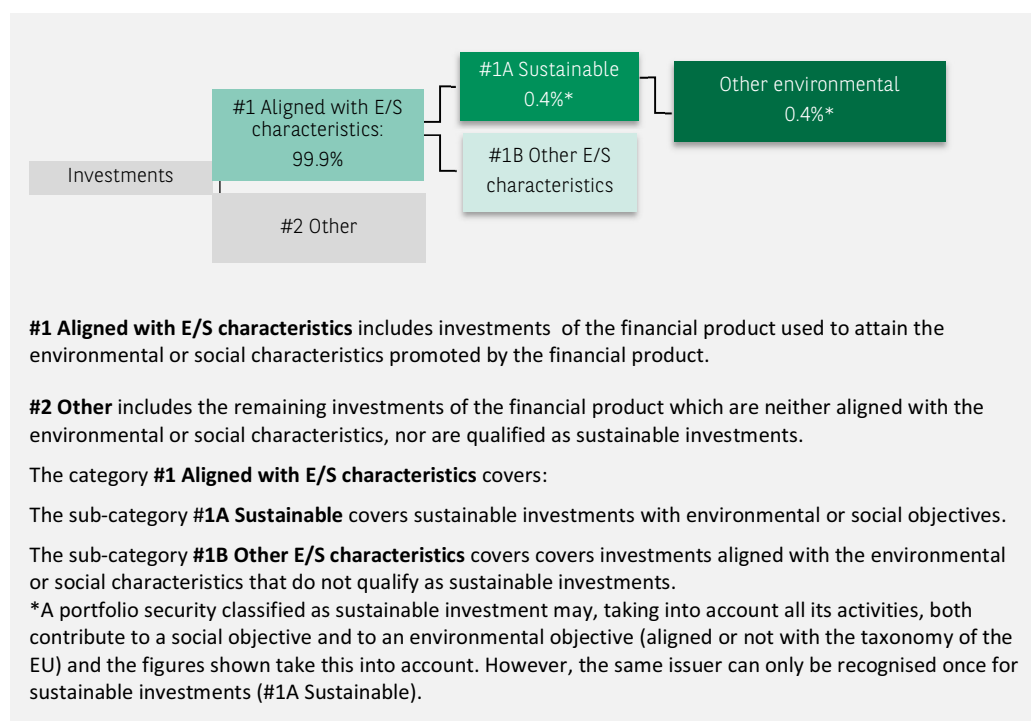 #1A Sustainable
0.4%*
Other environmental
0.4%*
#1 Aligned with E/S
characteristics:
99.9%
#1B Other E/S
characteristics
Investments
#2 Other
#1 Aligned with E/S characteristics includes investments  of the financial product used to attain the
environmental or social characteristics promoted by the financial product.
#2 Other includes the remaining investments of the financial product which are neither aligned with the
environmental or social characteristics, nor are qualified as sustainable investments.
The category #1 Aligned with E/S characteristics covers:
The sub-category #1A Sustainable covers sustainable investments with environmental or social objectives.
The sub-category #1B Other E/S characteristics covers covers investments aligned with the environmental
or social characteristics that do not qualify as sustainable investments.
*A portfolio security classified as sustainable investment may, taking into account all its activities, both
contribute to a social objective and to an environmental objective (aligned or not with the taxonomy of the
EU) and the figures shown take this into account. However, the same issuer can only be recognised once for
sustainable investments (#1A Sustainable).